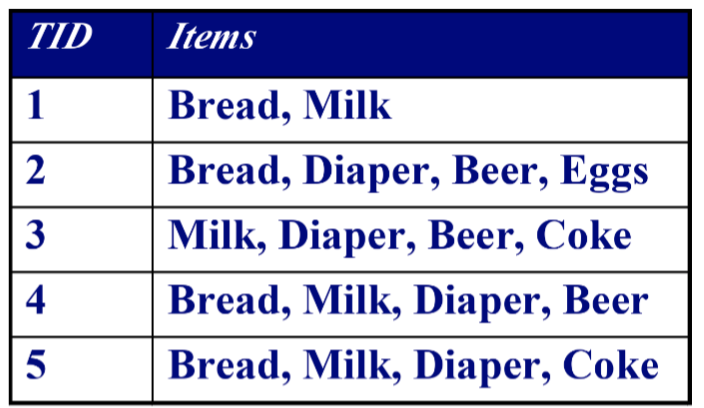 TID Items
1 Bread, Milk
2 Bread, Diaper, Beer, Eggs
3 Milk, Diaper, Beer, Coke
4 Bread, Milk, Diaper, Beer
5 Bread, Milk, Diaper, Coke